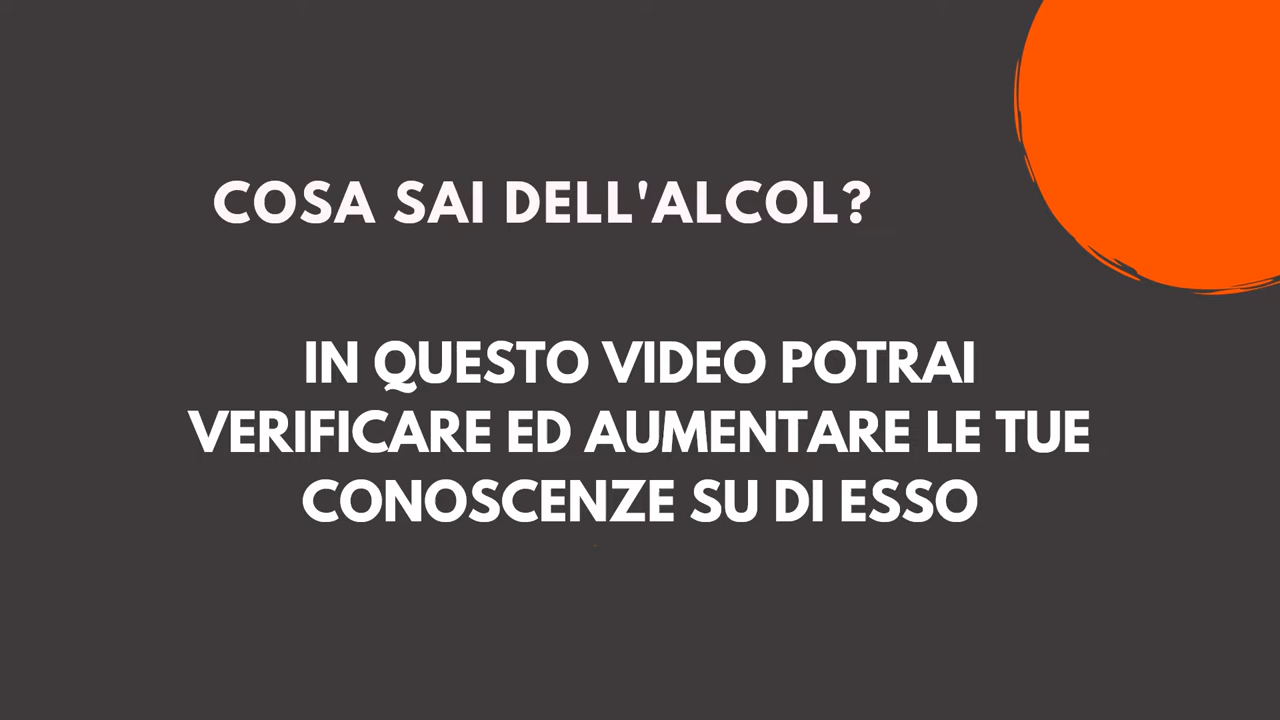 COSA SAI DELL'ALCOL?
IN QUESTO VIDEO POTRAI
VERIFICARE ED AUMENTARE LE TUE
CONOSCENZE SU DI ESSO